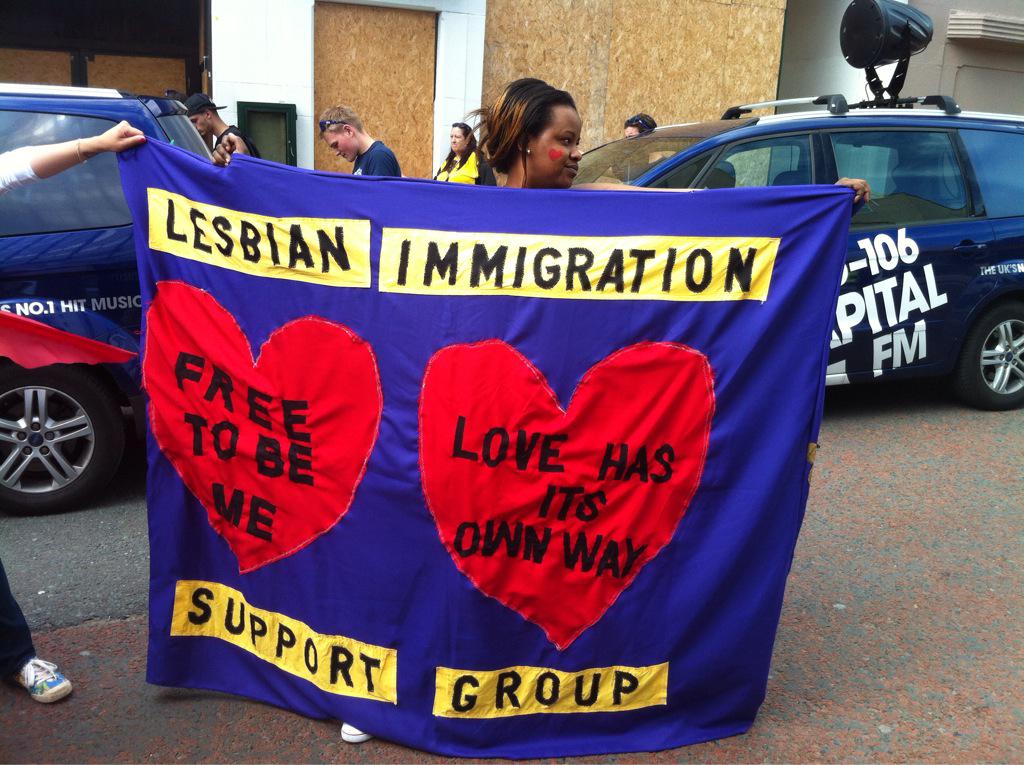 LESBIAN IMMIGRATION
FREE
TO BE
ME
LOVE HAS
ITS
OWN WAY
SUPPORT GROUP
NO.1 HIT MUSIC
-106
FM
THE UK'S